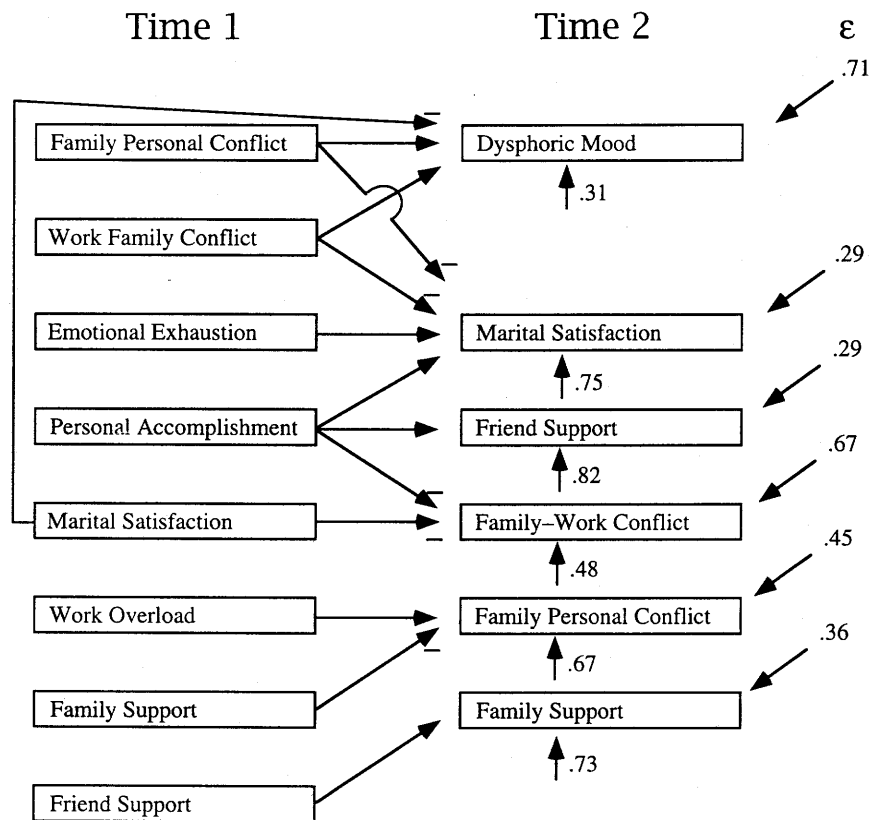 Time 1 Time 2 ε
.71
–
Family Personal Conflict Dysphoric Mood
.31
Work Family Conflict
–
.29
–
Emotional Exhaustion Marital Satisfaction
.29
.75
Personal Accomplishment Friend Support
.67
.82
–
Marital Satisfaction Family–Work Conflict
–
.45
.48
Work Overload Family Personal Conflict
.36
–
.67
Family Support Family Support
.73
Friend Support